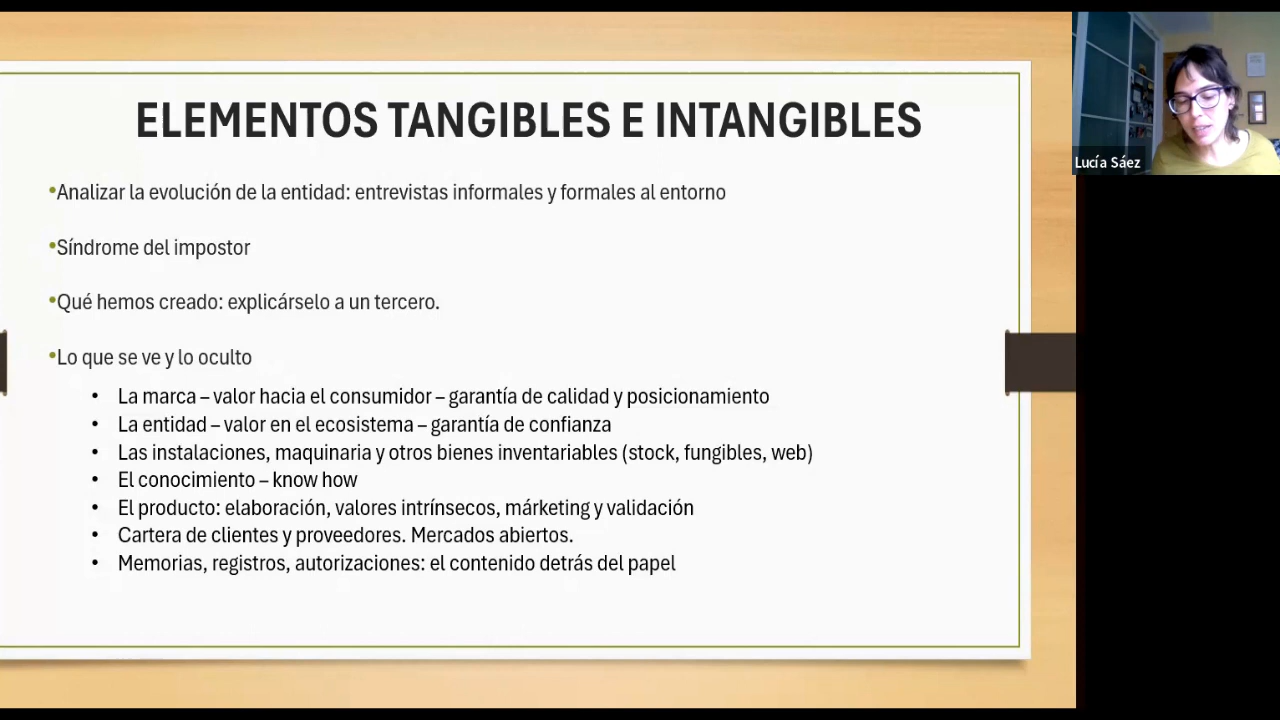 ELEMENTOS TANGIBLES E INTANGIBLES
•Analizar la evolución de la entidad: entrevistas informales y formales al entorno
•Síndrome del impostor
•Qué hemos creado: explicárselo a un tercero.
•Lo que se ve y lo oculto
• La marca – valor hacia el consumidor – garantía de calidad y posicionamiento
• La entidad – valor en el ecosistema – garantía de confianza
• Las instalaciones, maquinaria y otros bienes inventariables (stock, fungibles, web)
• El conocimiento – know how
• El producto: elaboración, valores intrínsecos, márketing y validación
• Cartera de clientes y proveedores. Mercados abiertos.
• Memorias, registros, autorizaciones: el contenido detrás del papel
Lucía Sáez